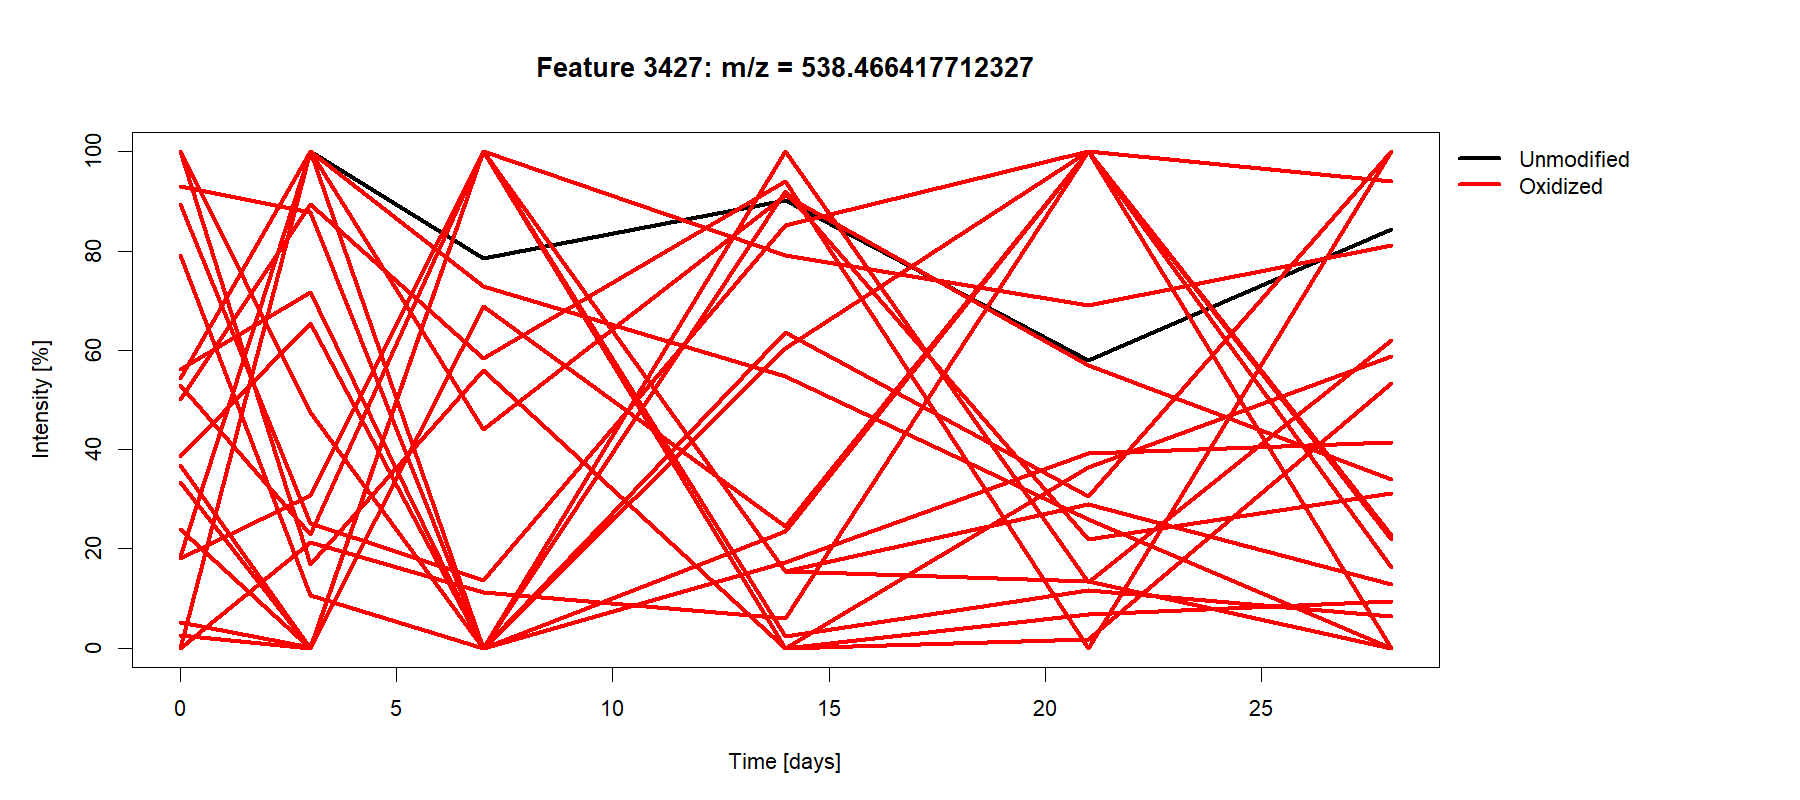 Feature 3427: m/z = 538.466417712327
Unmodified
Oxidized
Intensity [%]
100
80
60
40
20
0
0 5 10 15 20 25
Time [days]